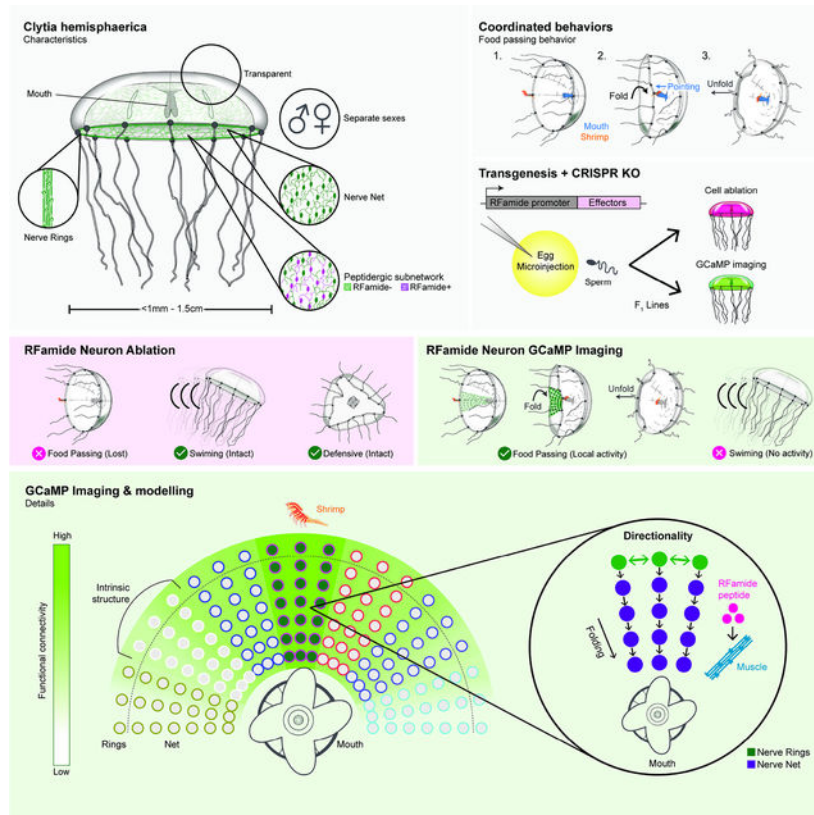 Clytia hemisphaerica
Characteristics
Transparent
Mouth
Separate sexes
Nerve Net
Nerve Rings
Peptidergic subnetwork
RFamide- RFamide+
<1mm - 1.5cm
Coordinated behaviors
Food passing behavior
1. 2. 3.
Fold
Pointing
Unfold
Mouth
Shrimp
Transgenesis + CRISPR KO
RFamide promoter Effectors
Cell ablation
Egg
Microinjection
Sperm
GCaMP imaging
F₁ Lines
RFamide Neuron Ablation
Food Passing (Lost)
Swiming (Intact)
Defensive (Intact)
RFamide Neuron GCaMP Imaging
Fold
Unfold
Food Passing (Local activity)
Swiming (No activity)
GCaMP Imaging & modelling
Details
High
Functional connectivity
Low
Intrinsic
structure
Shrimp
Rings
Net
Mouth
Directionality
RFamide
peptide
Folding
Muscle
Mouth
Nerve Rings
Nerve Net